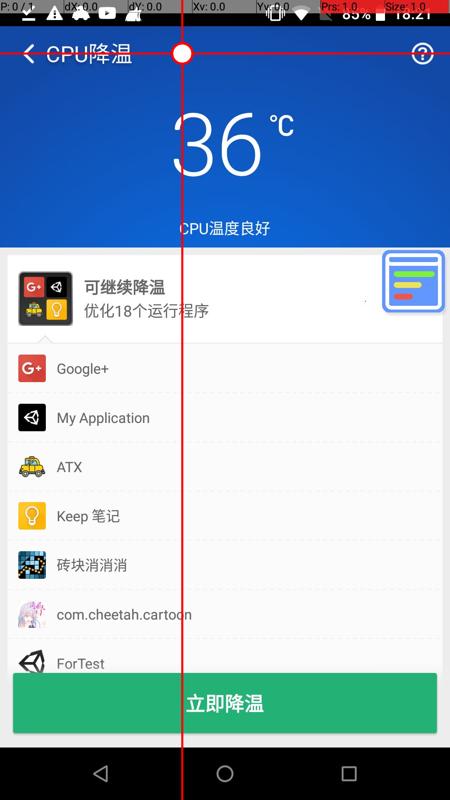 P: 0 / 1 dX: 0.0 dY: 0.0 Xv: 0.0 Yv: 0.0 Prs: 1.0 Size: 1.0
85% 18:21
CPU降温
36 °C
CPU温度良好
可继续降温
优化18个运行程序
Google+
My Application
ATX
Keep 笔记
砖块消消消
com.cheetah.cartoon
ForTest
立即降温